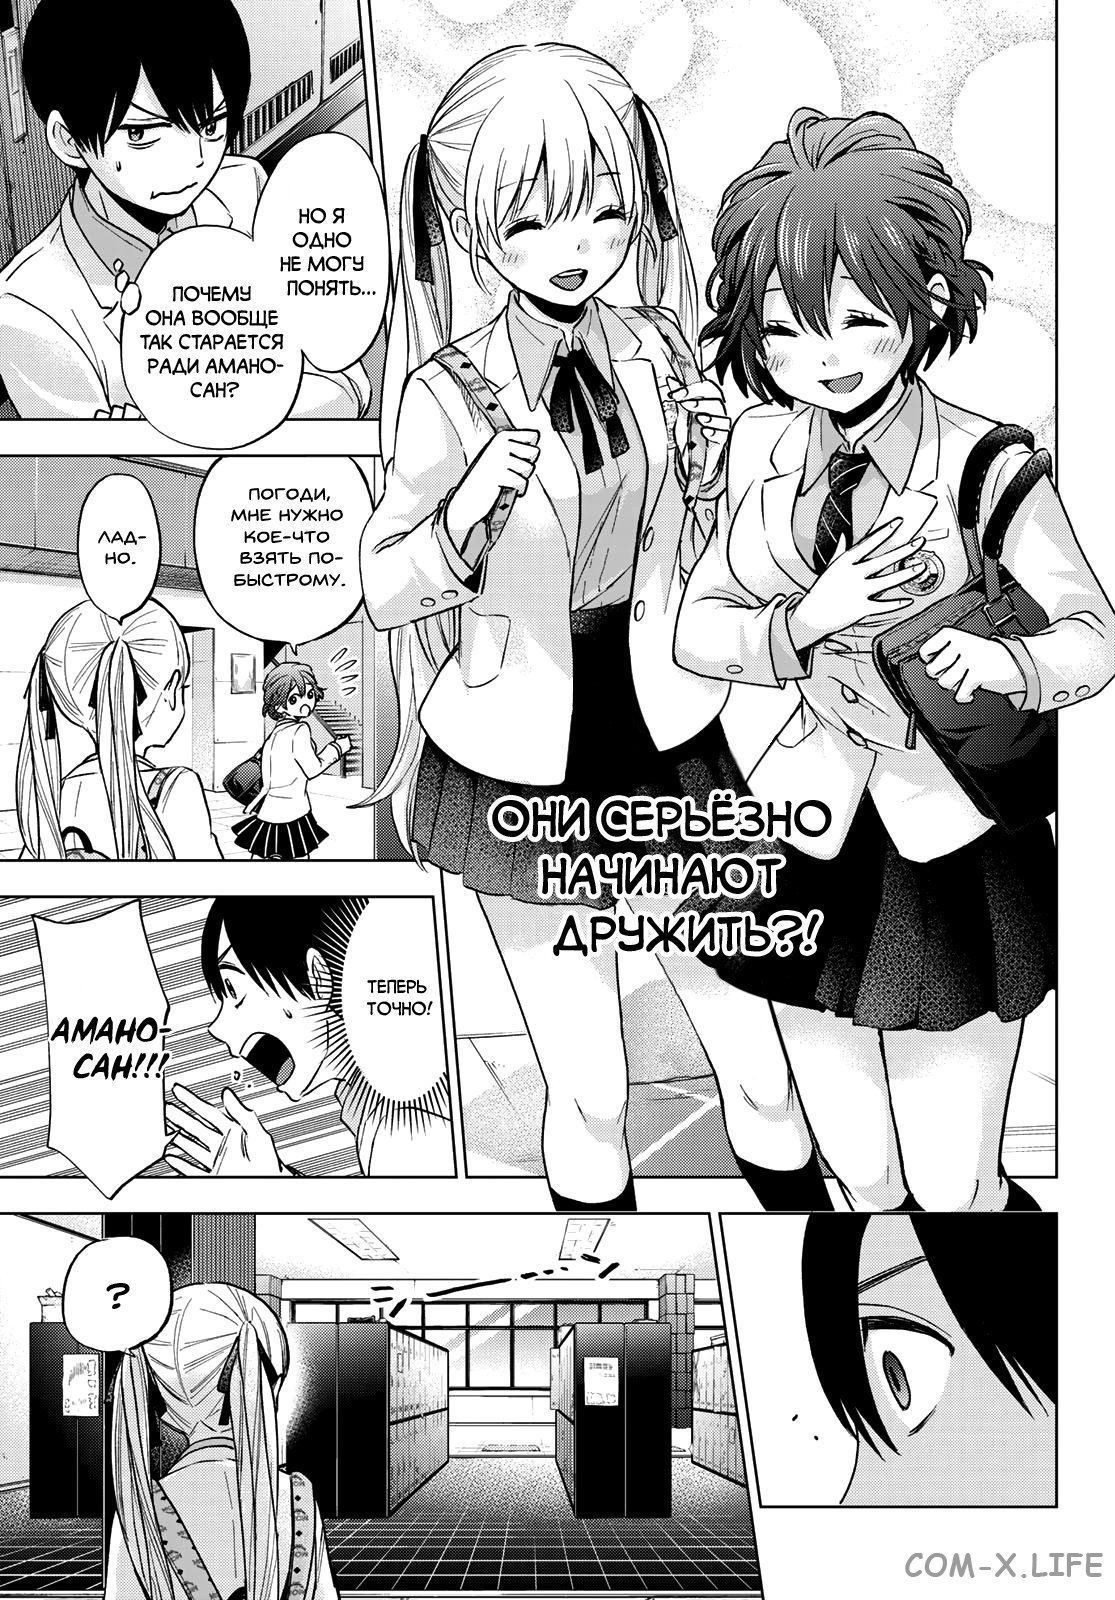 ОНИ СЕРЬЁЗНО
НАЧИНАЮТ
ДРУЖИТЬ?!
НО Я
ОДНО
НЕ МОГУ
ПОНЯТЬ...
ПОЧЕМУ
ОНА ВООБЩЕ
ТАК СТАРАЕТСЯ
РАДИ АМАНО-
САН?
ПОГОДИ,
МНЕ НУЖНО
КОЕ-ЧТО
ВЗЯТЬ ПО-
БЫСТРОМУ.
ЛАД-
НО.
ТЕПЕРЬ
ТОЧНО!
АМАНО-
САН!!!
?
COM-X.LIFE